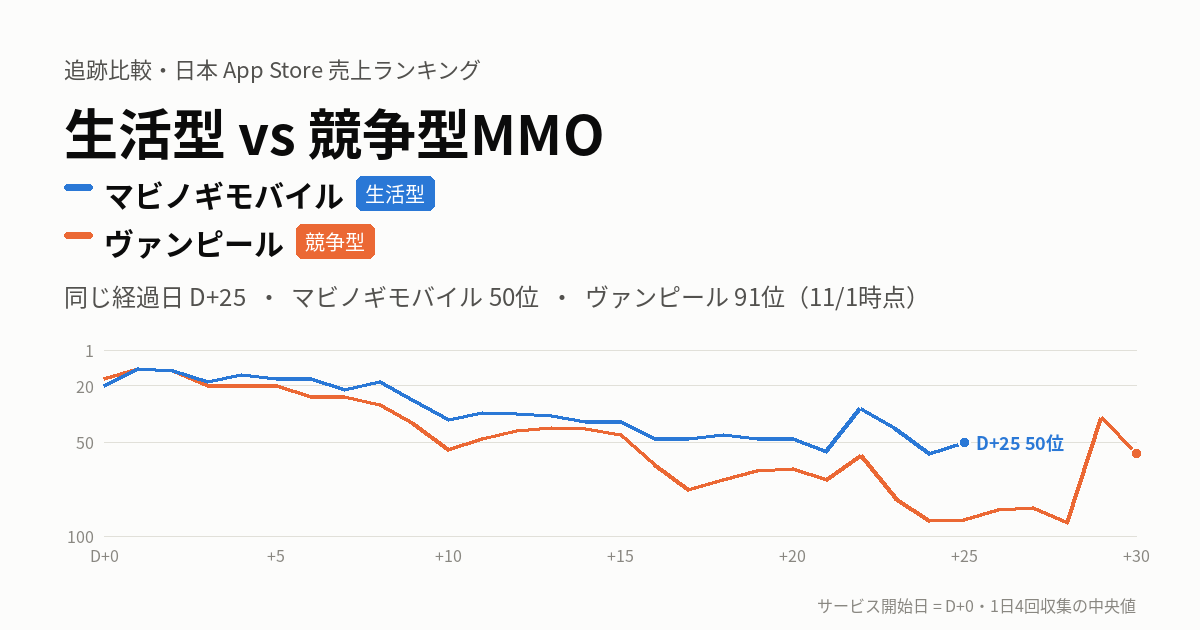 追跡比較・日本 App Store 売上ランキング
生活型 vs 競争型MMO
マビノギモバイル 生活型
ヴァンピール 競争型
同じ経過日 D+25 ・ マビノギモバイル 50位 ・ ヴァンピール 91位（11/1時点）
1
20
50
100
D+25 50位
D+0 +5 +10 +15 +20 +25 +30
サービス開始日 = D+0・1日4回収集の中央値